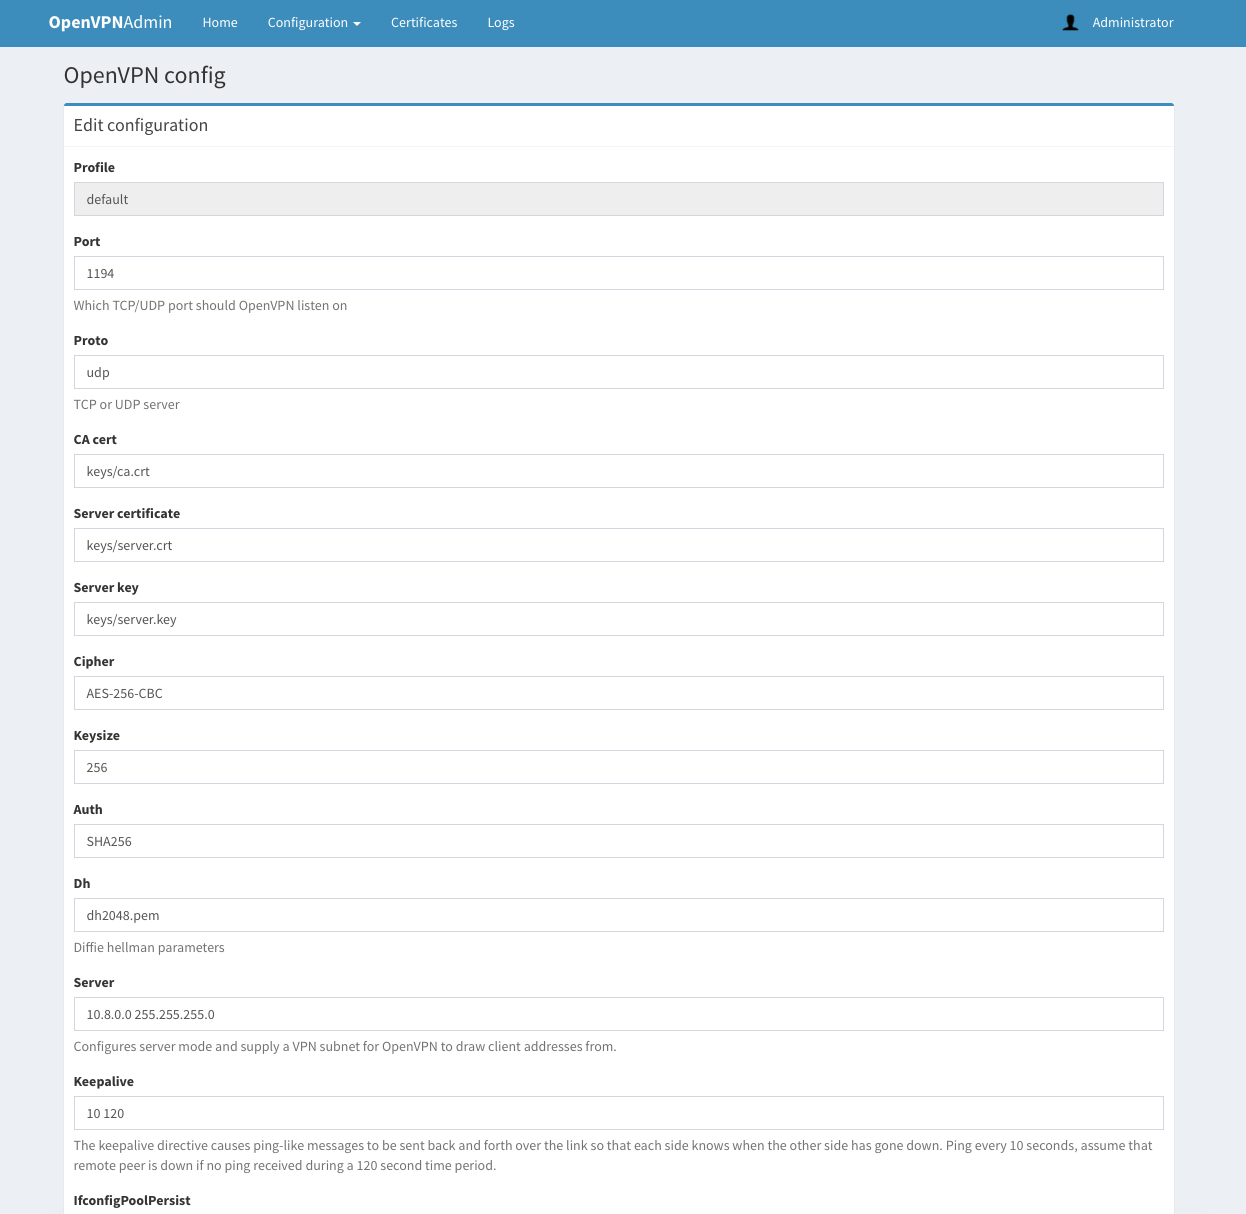 OpenVPNAdmin Home Configuration Certificates Logs Administrator
OpenVPN config
Edit configuration
Profile
default
Port
1194
Which TCP/UDP port should OpenVPN listen on
Proto
udp
TCP or UDP server
CA cert
keys/ca.crt
Server certificate
keys/server.crt
Server key
keys/server.key
Cipher
AES-256-CBC
Keysize
256
Auth
SHA256
Dh
dh2048.pem
Diffie hellman parameters
Server
10.8.0.0 255.255.255.0
Configures server mode and supply a VPN subnet for OpenVPN to draw client addresses from.
Keepalive
10 120
The keepalive directive causes ping-like messages to be sent back and forth over the link so that each side knows when the other side has gone down. Ping every 10 seconds, assume that
remote peer is down if no ping received during a 120 second time period.
IfconfigPoolPersist